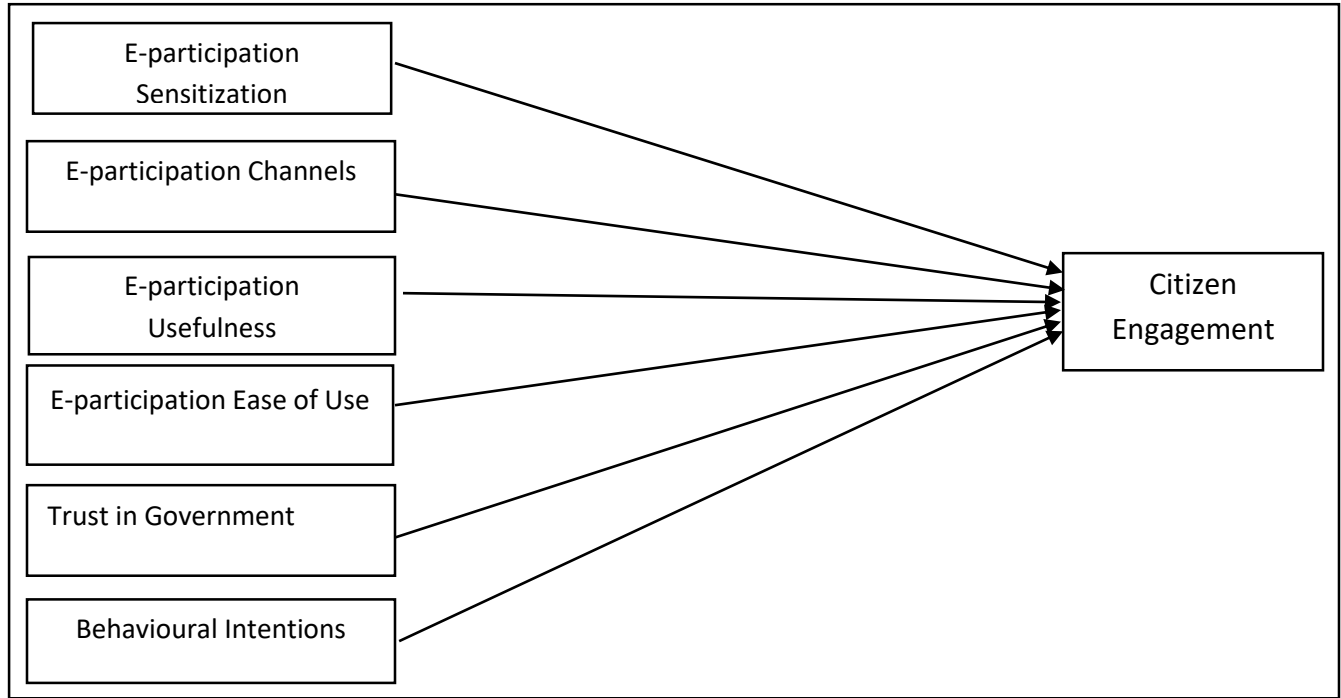 E-participation
Sensitization
E-participation Channels
E-participation
Usefulness
E-participation Ease of Use
Trust in Government
Behavioural Intentions
Citizen
Engagement